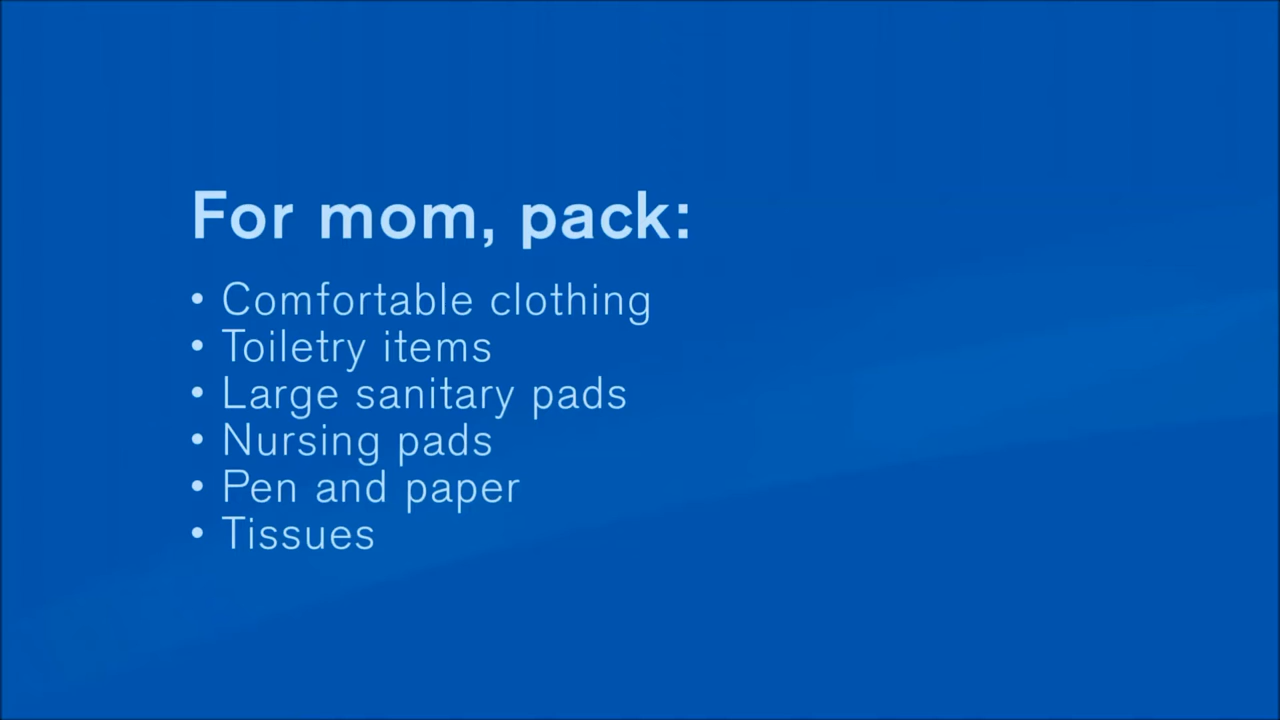 For mom, pack:
• Comfortable clothing
• Toiletry items
• Large sanitary pads
• Nursing pads
• Pen and paper
• Tissues